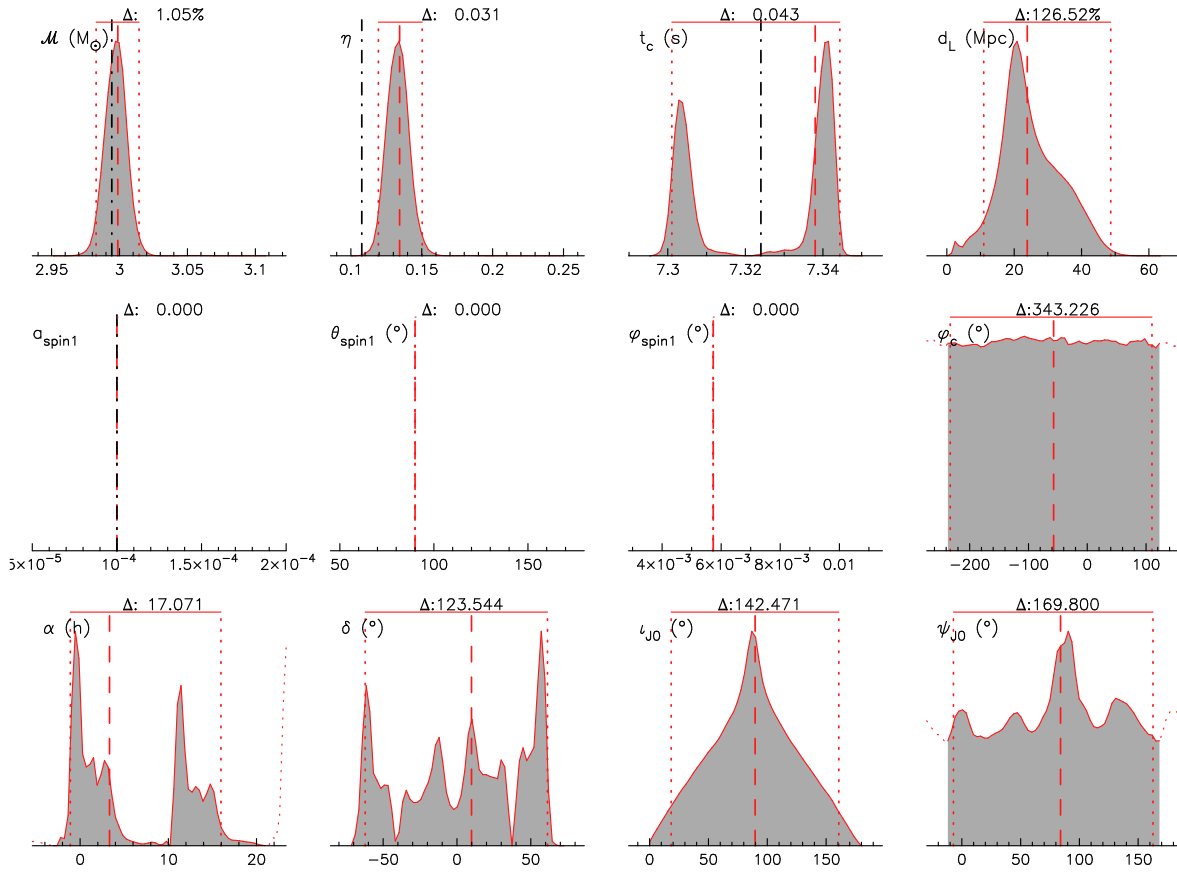 Δ: 1.05%
Δ: 0.031
Δ: 0.043
Δ:126.52%
ℳ (M⊙)
η
t_c (s)
d_L (Mpc)
2.95 3 3.05 3.1
0.1 0.15 0.2 0.25
7.3 7.32 7.34
0 20 40 60
Δ: 0.000
Δ: 0.000
Δ: 0.000
Δ:343.226
a_spin1
θ_spin1 (°)
φ_spin1 (°)
φ_c (°)
5×10⁻⁵ 10⁻⁴ 1.5×10⁻⁴ 2×10⁻⁴
50 100 150
4×10⁻³ 6×10⁻³ 8×10⁻³ 0.01
−200 −100 0 100
Δ: 17.071
Δ:123.544
Δ:142.471
Δ:169.800
α (h)
δ (°)
ι_J0 (°)
ψ_J0 (°)
0 10 20
−50 0 50
0 50 100 150
0 50 100 150